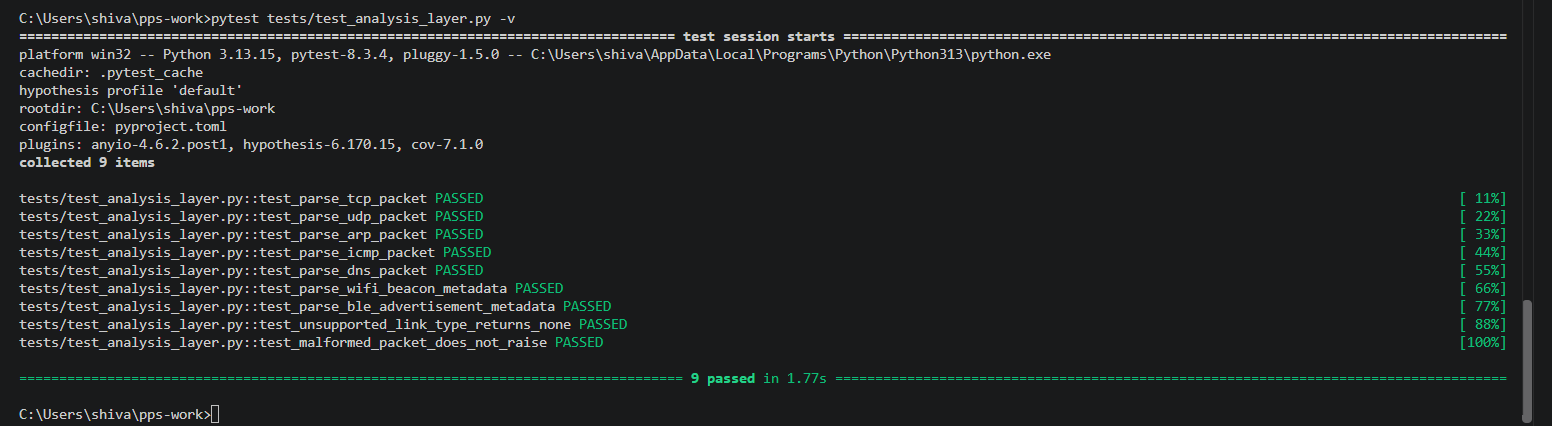 C:\Users\shiva\pps-work>pytest tests/test_analysis_layer.py -v
================================================================================== test session starts ===================================================================================
platform win32 -- Python 3.13.15, pytest-8.3.4, pluggy-1.5.0 -- C:\Users\shiva\AppData\Local\Programs\Python\Python313\python.exe
cachedir: .pytest_cache
hypothesis profile 'default'
rootdir: C:\Users\shiva\pps-work
configfile: pyproject.toml
plugins: anyio-4.6.2.post1, hypothesis-6.170.15, cov-7.1.0
collected 9 items
tests/test_analysis_layer.py::test_parse_tcp_packet PASSED [ 11%]
tests/test_analysis_layer.py::test_parse_udp_packet PASSED [ 22%]
tests/test_analysis_layer.py::test_parse_arp_packet PASSED [ 33%]
tests/test_analysis_layer.py::test_parse_icmp_packet PASSED [ 44%]
tests/test_analysis_layer.py::test_parse_dns_packet PASSED [ 55%]
tests/test_analysis_layer.py::test_parse_wifi_beacon_metadata PASSED [ 66%]
tests/test_analysis_layer.py::test_parse_ble_advertisement_metadata PASSED [ 77%]
tests/test_analysis_layer.py::test_unsupported_link_type_returns_none PASSED [ 88%]
tests/test_analysis_layer.py::test_malformed_packet_does_not_raise PASSED [100%]
=================================================================================== 9 passed in 1.77s ====================================================================================
C:\Users\shiva\pps-work>